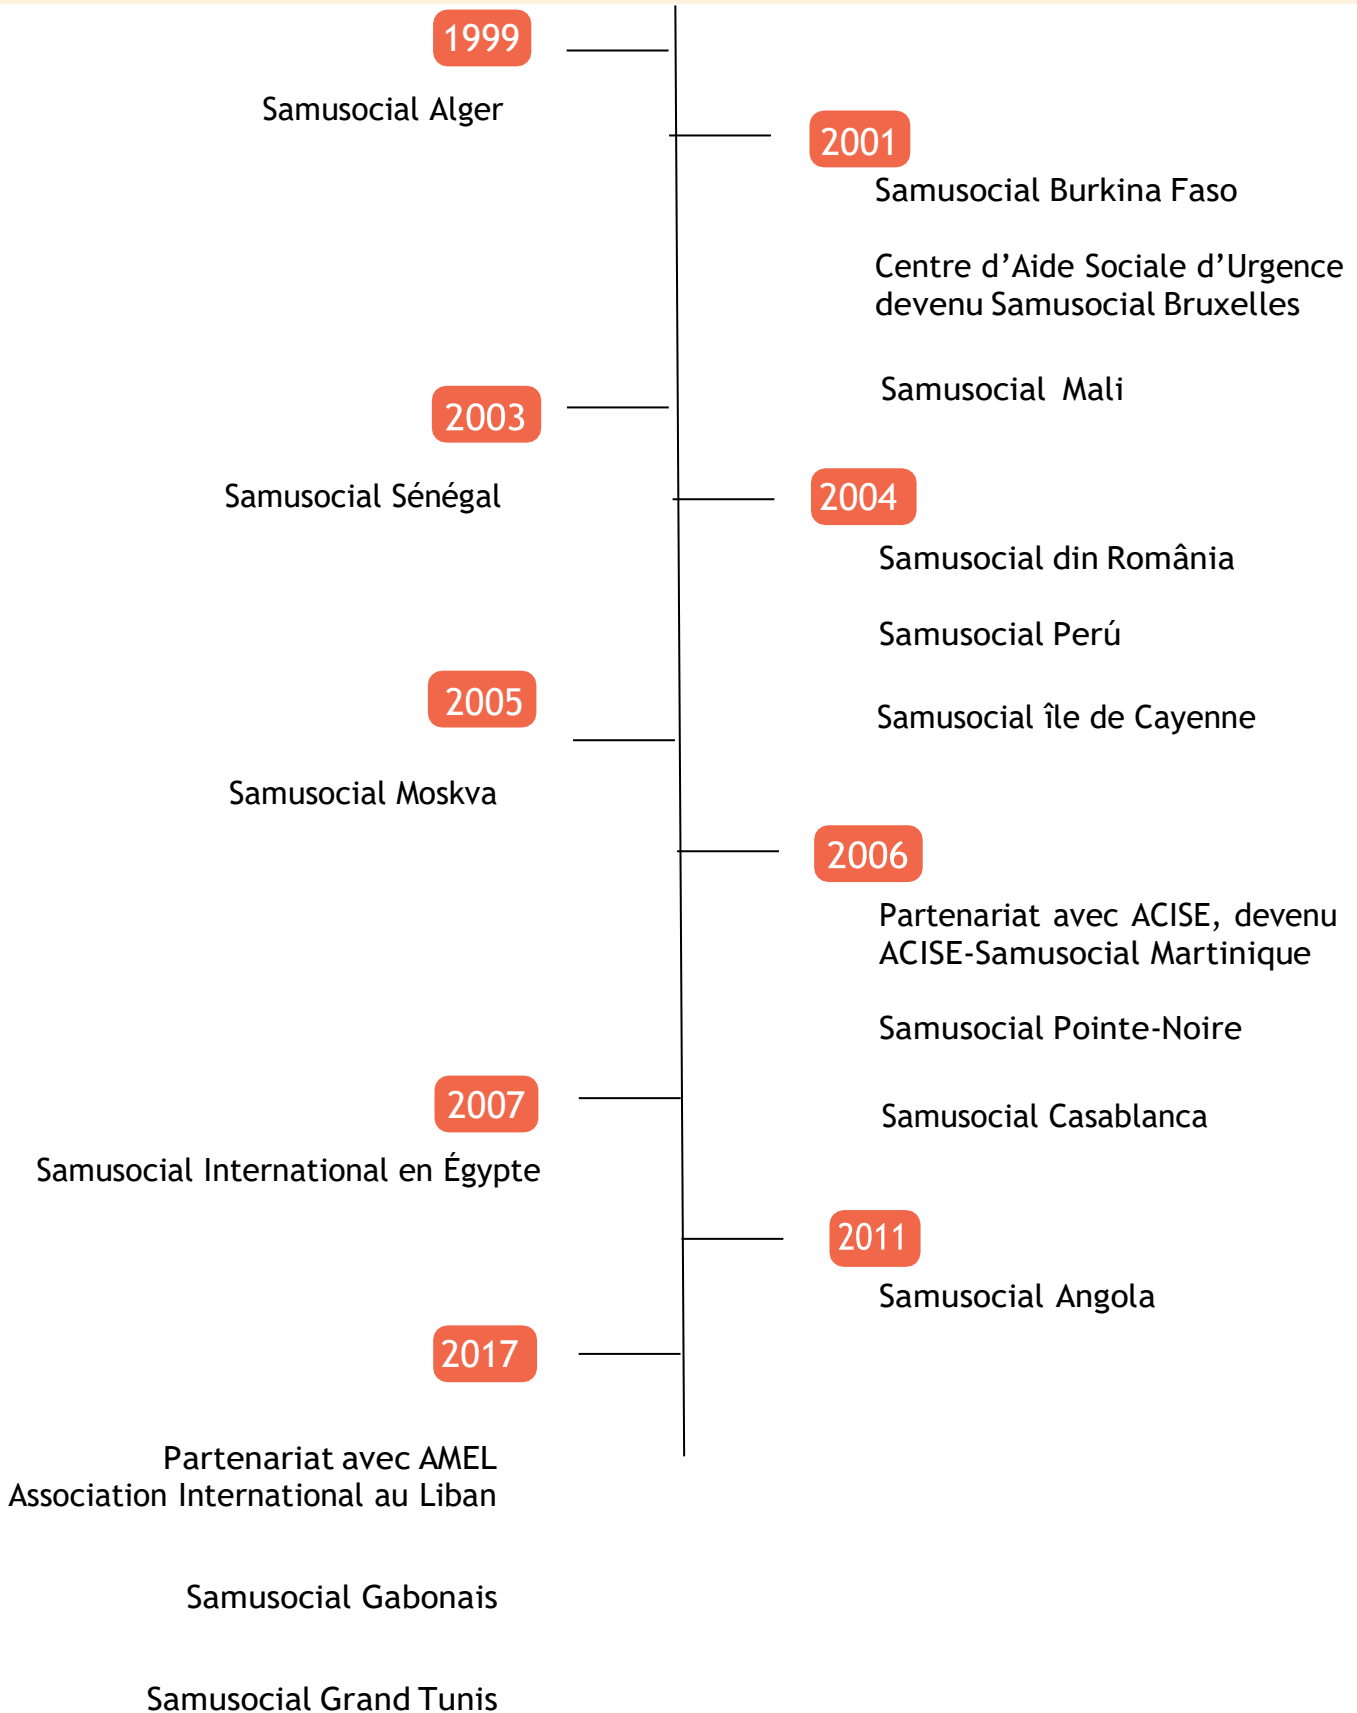 1999
Samusocial Alger
2001
Samusocial Burkina Faso
Centre d’Aide Sociale d’Urgence
devenu Samusocial Bruxelles
Samusocial Mali
2003
Samusocial Sénégal
2004
Samusocial din România
Samusocial Perú
Samusocial île de Cayenne
2005
Samusocial Moskva
2006
Partenariat avec ACISE, devenu
ACISE-Samusocial Martinique
Samusocial Pointe-Noire
Samusocial Casablanca
2007
Samusocial International en Égypte
2011
Samusocial Angola
2017
Partenariat avec AMEL
Association International au Liban
Samusocial Gabonais
Samusocial Grand Tunis